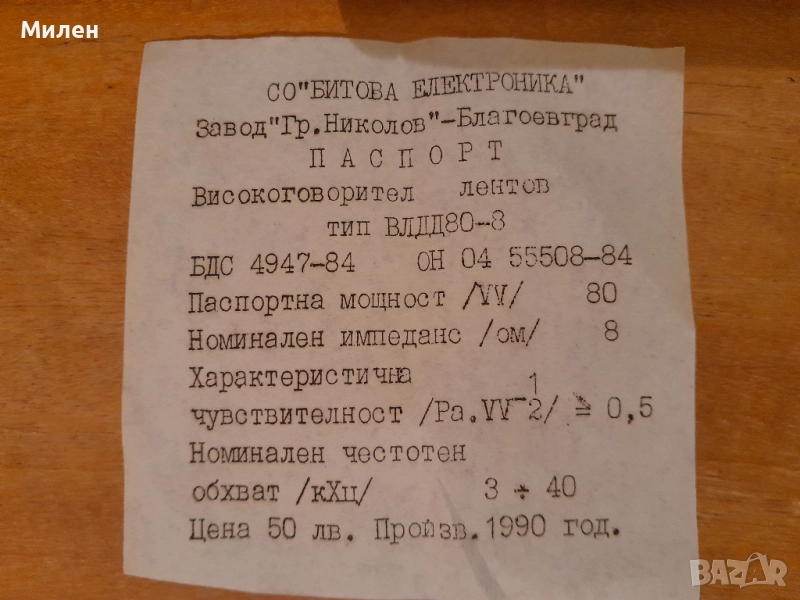 Милен
СО"БИТОВА ЕЛЕКТРОНИКА"
Завод"Гр.Николов"-Благоевград
ПАСПОРТ
Високоговорител лентов
тип ВЛДД80-8
БДС 4947-84 ОН 04 55508-84
Паспортна мощност /VV/ 80
Номинален импеданс /ом/ 8
Характеристична 1
чувствителност /Pa.VV-2/ ≥ 0,5
Номинален честотен
обхват /кХц/ 3 ÷ 40
Цена 50 лв. Произв.1990 год.
BAZAR